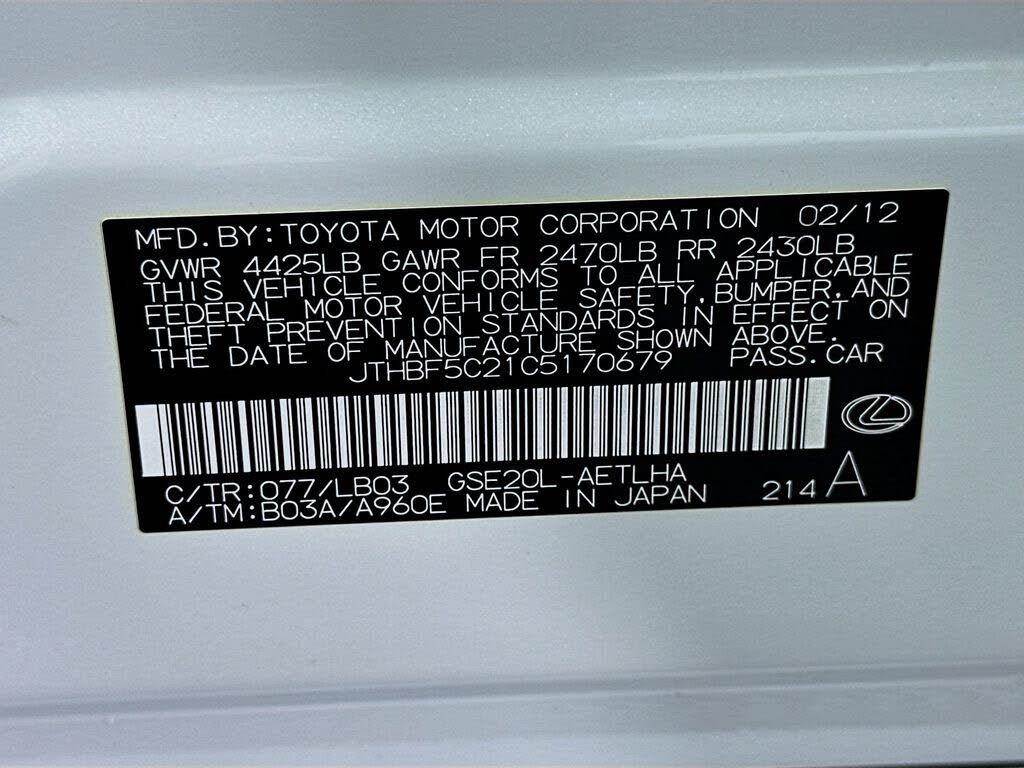 MFD.BY:TOYOTA MOTOR CORPORATION 02/12
GVWR 4425LB GAWR FR 2470LB RR 2430LB
THIS VEHICLE CONFORMS TO ALL APPLICABLE
FEDERAL MOTOR VEHICLE SAFETY,BUMPER,AND
THEFT PREVENTION STANDARDS IN EFFECT ON
THE DATE OF MANUFACTURE SHOWN ABOVE.
JTHBF5C21C5170679 PASS.CAR
C/TR:077/LB03 GSE20L-AETLHA
A/TM:B03A/A960E MADE IN JAPAN 214 A